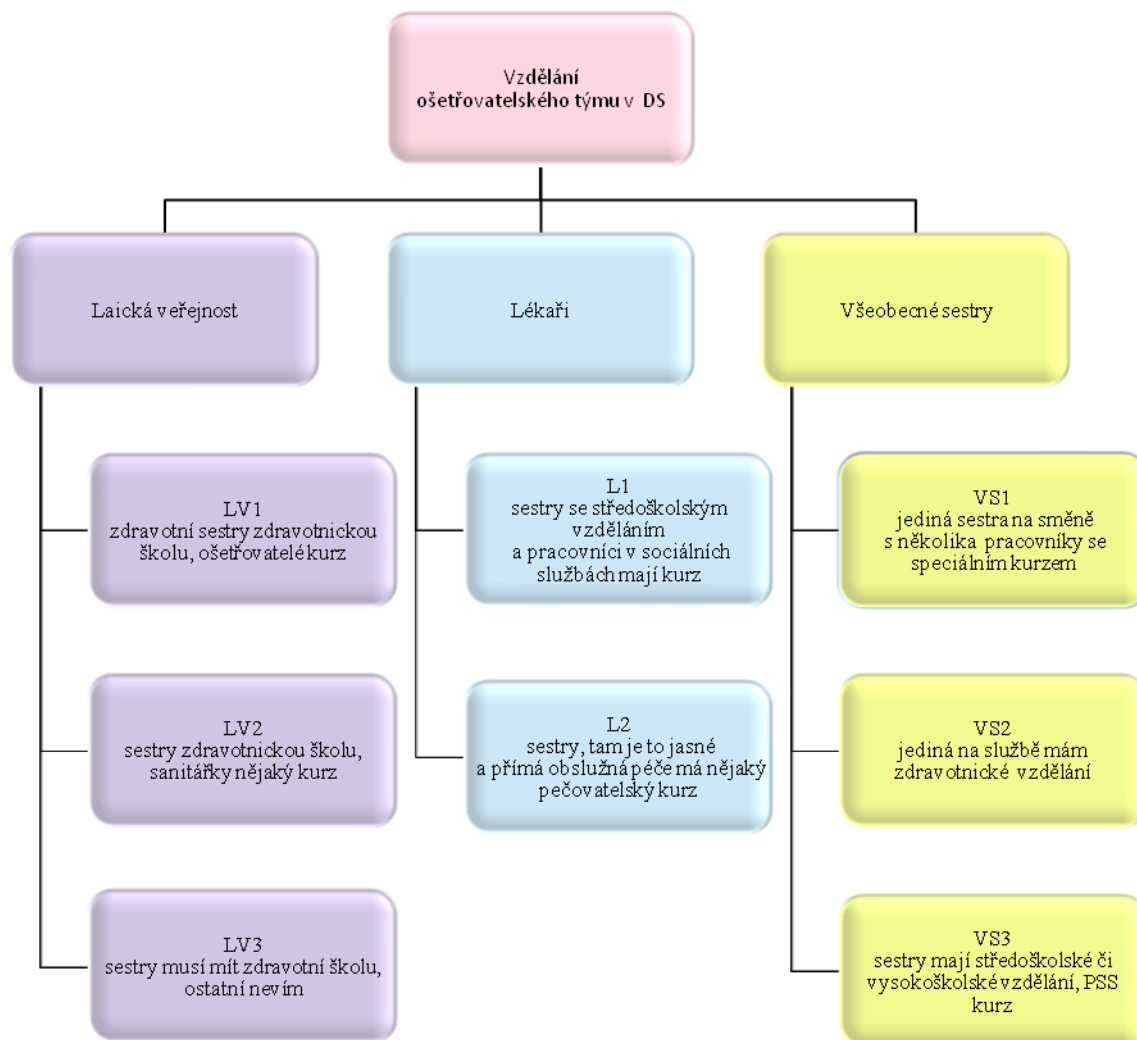 Vzdělání
ošetřovatelského týmu v DS
Laická veřejnost
Lékaři
Všeobecné sestry
LV1
zdravotní sestry zdravotnickou
školu, ošetřovatelé kurz
L1
sestry se středoškolským
vzděláním
a pracovníci v sociálních
službách mají kurz
VS1
jediná sestra na směně
s několika pracovníky se
speciálním kurzem
LV2
sestry zdravotnickou školu,
sanitářky nějaký kurz
L2
sestry, tam je to jasné
a přímá obslužná péče má nějaký
pečovatelský kurz
VS2
jediná na službě mám
zdravotnické vzdělání
LV3
sestry musí mít zdravotní školu,
ostatní nevím
VS3
sestry mají středoškolské či
vysokoškolské vzdělání, PSS
kurz